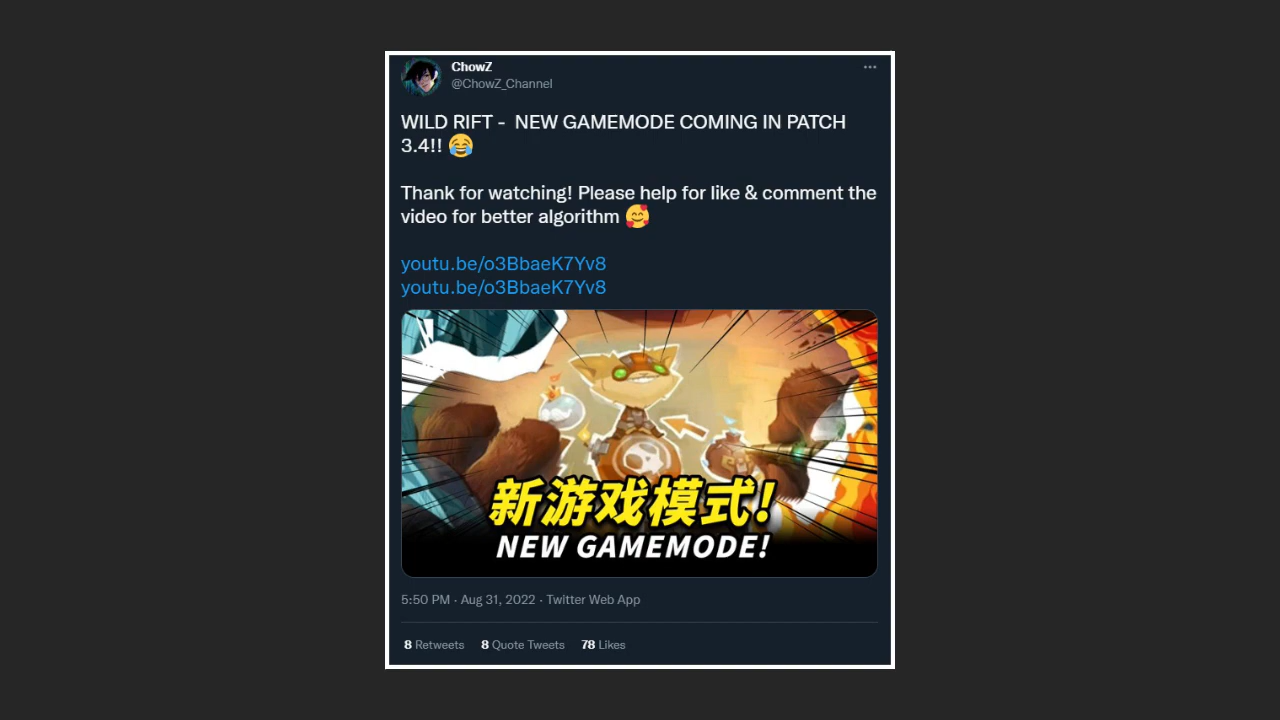 ChowZ
@ChowZ_Channel
WILD RIFT - NEW GAMEMODE COMING IN PATCH
3.4!! 😂
Thank for watching! Please help for like & comment the
video for better algorithm 🥰
youtu.be/o3BbaeK7Yv8
youtu.be/o3BbaeK7Yv8
新游戏模式!
NEW GAMEMODE!
5:50 PM · Aug 31, 2022 · Twitter Web App
8 Retweets 8 Quote Tweets 78 Likes